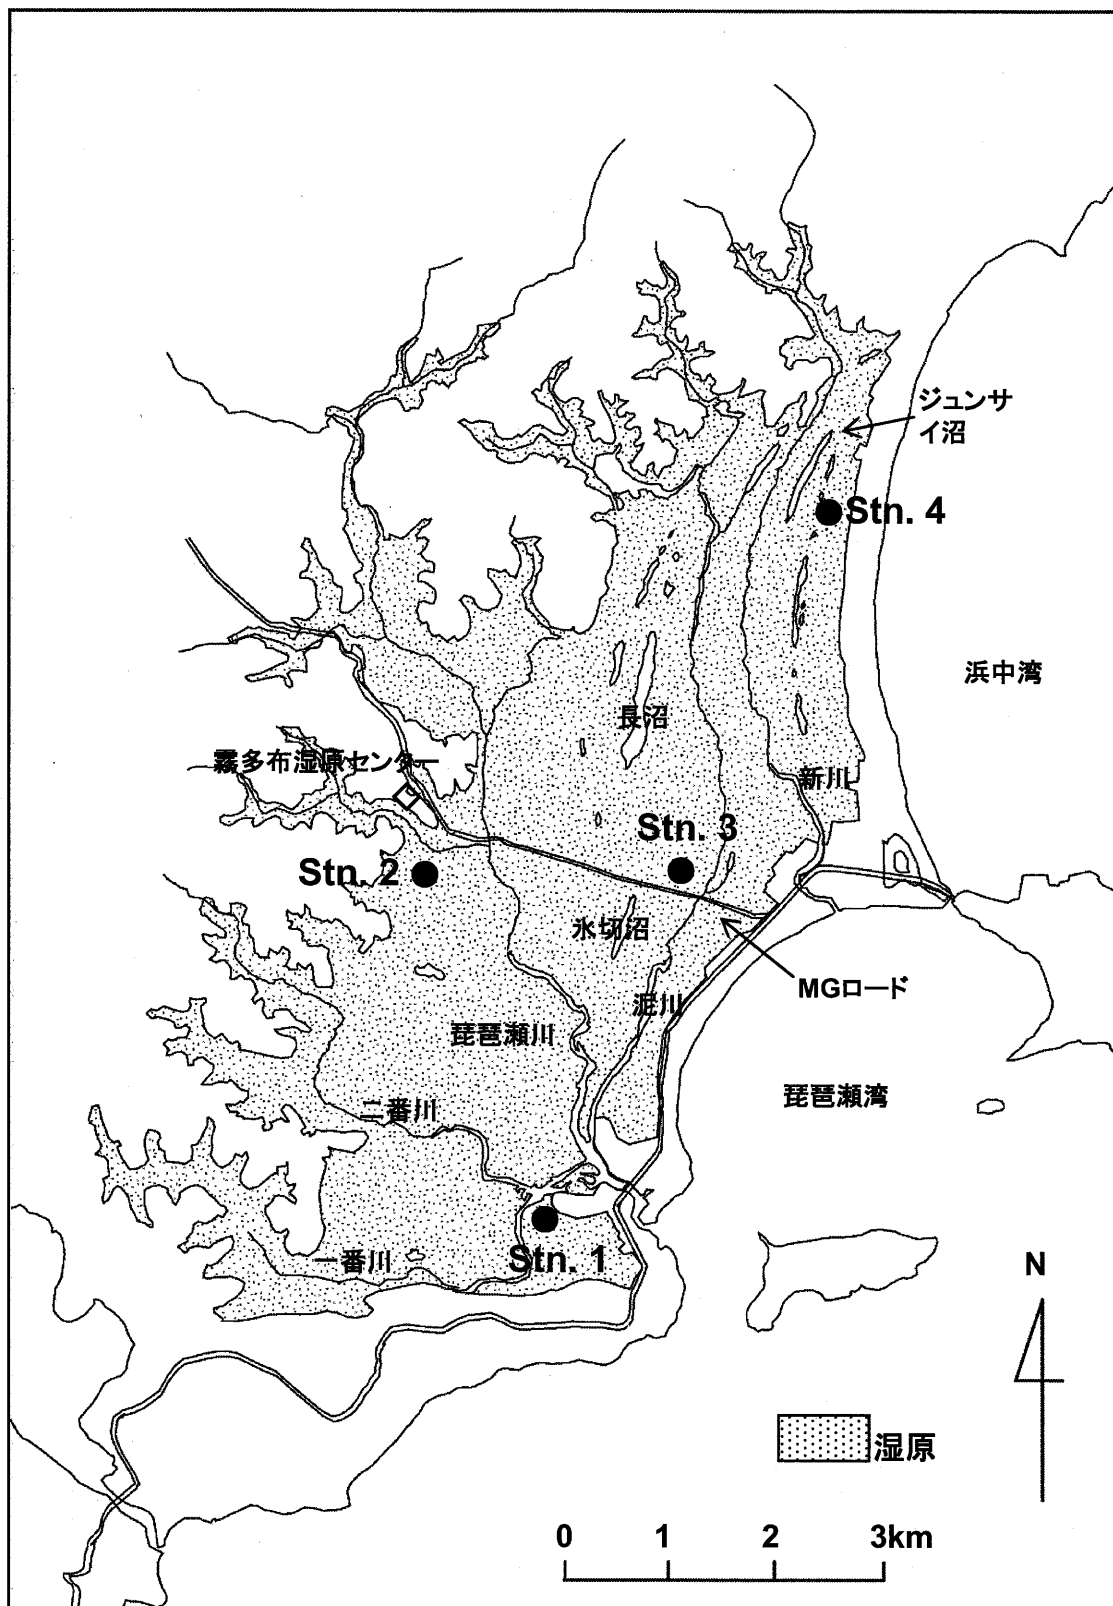 ジュンサ
イ沼
Stn. 4
浜中湾
長沼
霧多布湿原センター
新川
Stn. 3
Stn. 2
氷切沼
MGロード
泥川
琵琶瀬川
琵琶瀬湾
二番川
Stn. 1
一番川
N
湿原
0 1 2 3km